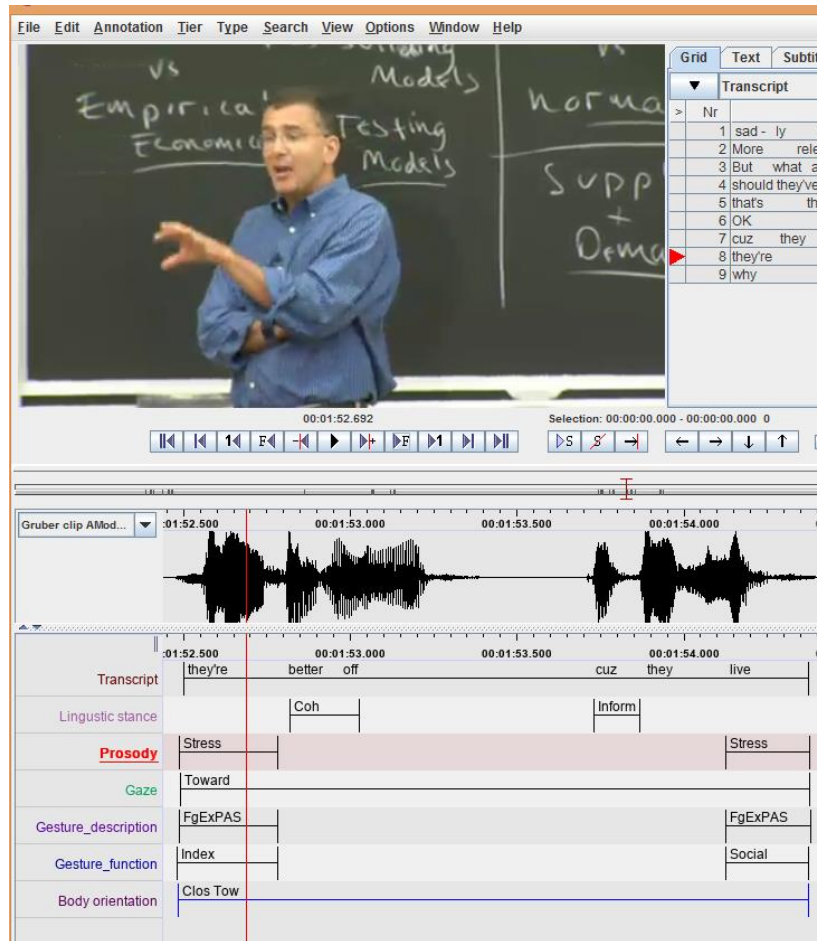 File Edit Annotation Tier Type Search View Options Window Help
vs
Empirical
Economics
Models
Testing
Models
vs
norma
Supp
+
Dema
Grid Text Subtit
▼ Transcript
> Nr
1 sad - ly
2 More rele
3 But what a
4 should they've
5 that's th
6 OK
7 cuz they
8 they're
9 why
00:01:52.692 Selection: 00:00:00.000 - 00:00:00.000 0
1 F + F 1 S S → ← → ↓ ↑
Gruber clip AMod... ▼
:01:52.500 00:01:53.000 00:01:53.500 00:01:54.000
:01:52.500 00:01:53.000 00:01:53.500 00:01:54.000
Transcript they're better off cuz they live
Lingustic stance Coh Inform
Prosody Stress Stress
Gaze Toward
Gesture_description FgExPAS FgExPAS
Gesture_function Index Social
Body orientation Clos Tow